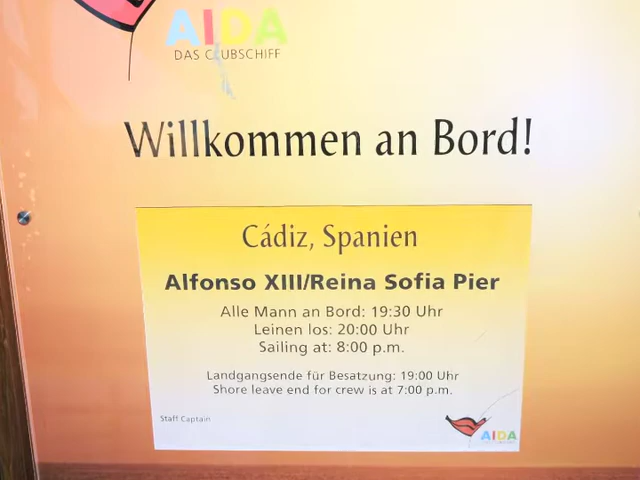 AIDA
DAS CLUBSCHIFF
Willkommen an Bord!
Cádiz, Spanien
Alfonso XIII/Reina Sofia Pier
Alle Mann an Bord: 19:30 Uhr
Leinen los: 20:00 Uhr
Sailing at: 8:00 p.m.
Landgangsende für Besatzung: 19:00 Uhr
Shore leave end for crew is at 7:00 p.m.
Staff Captain
AIDA